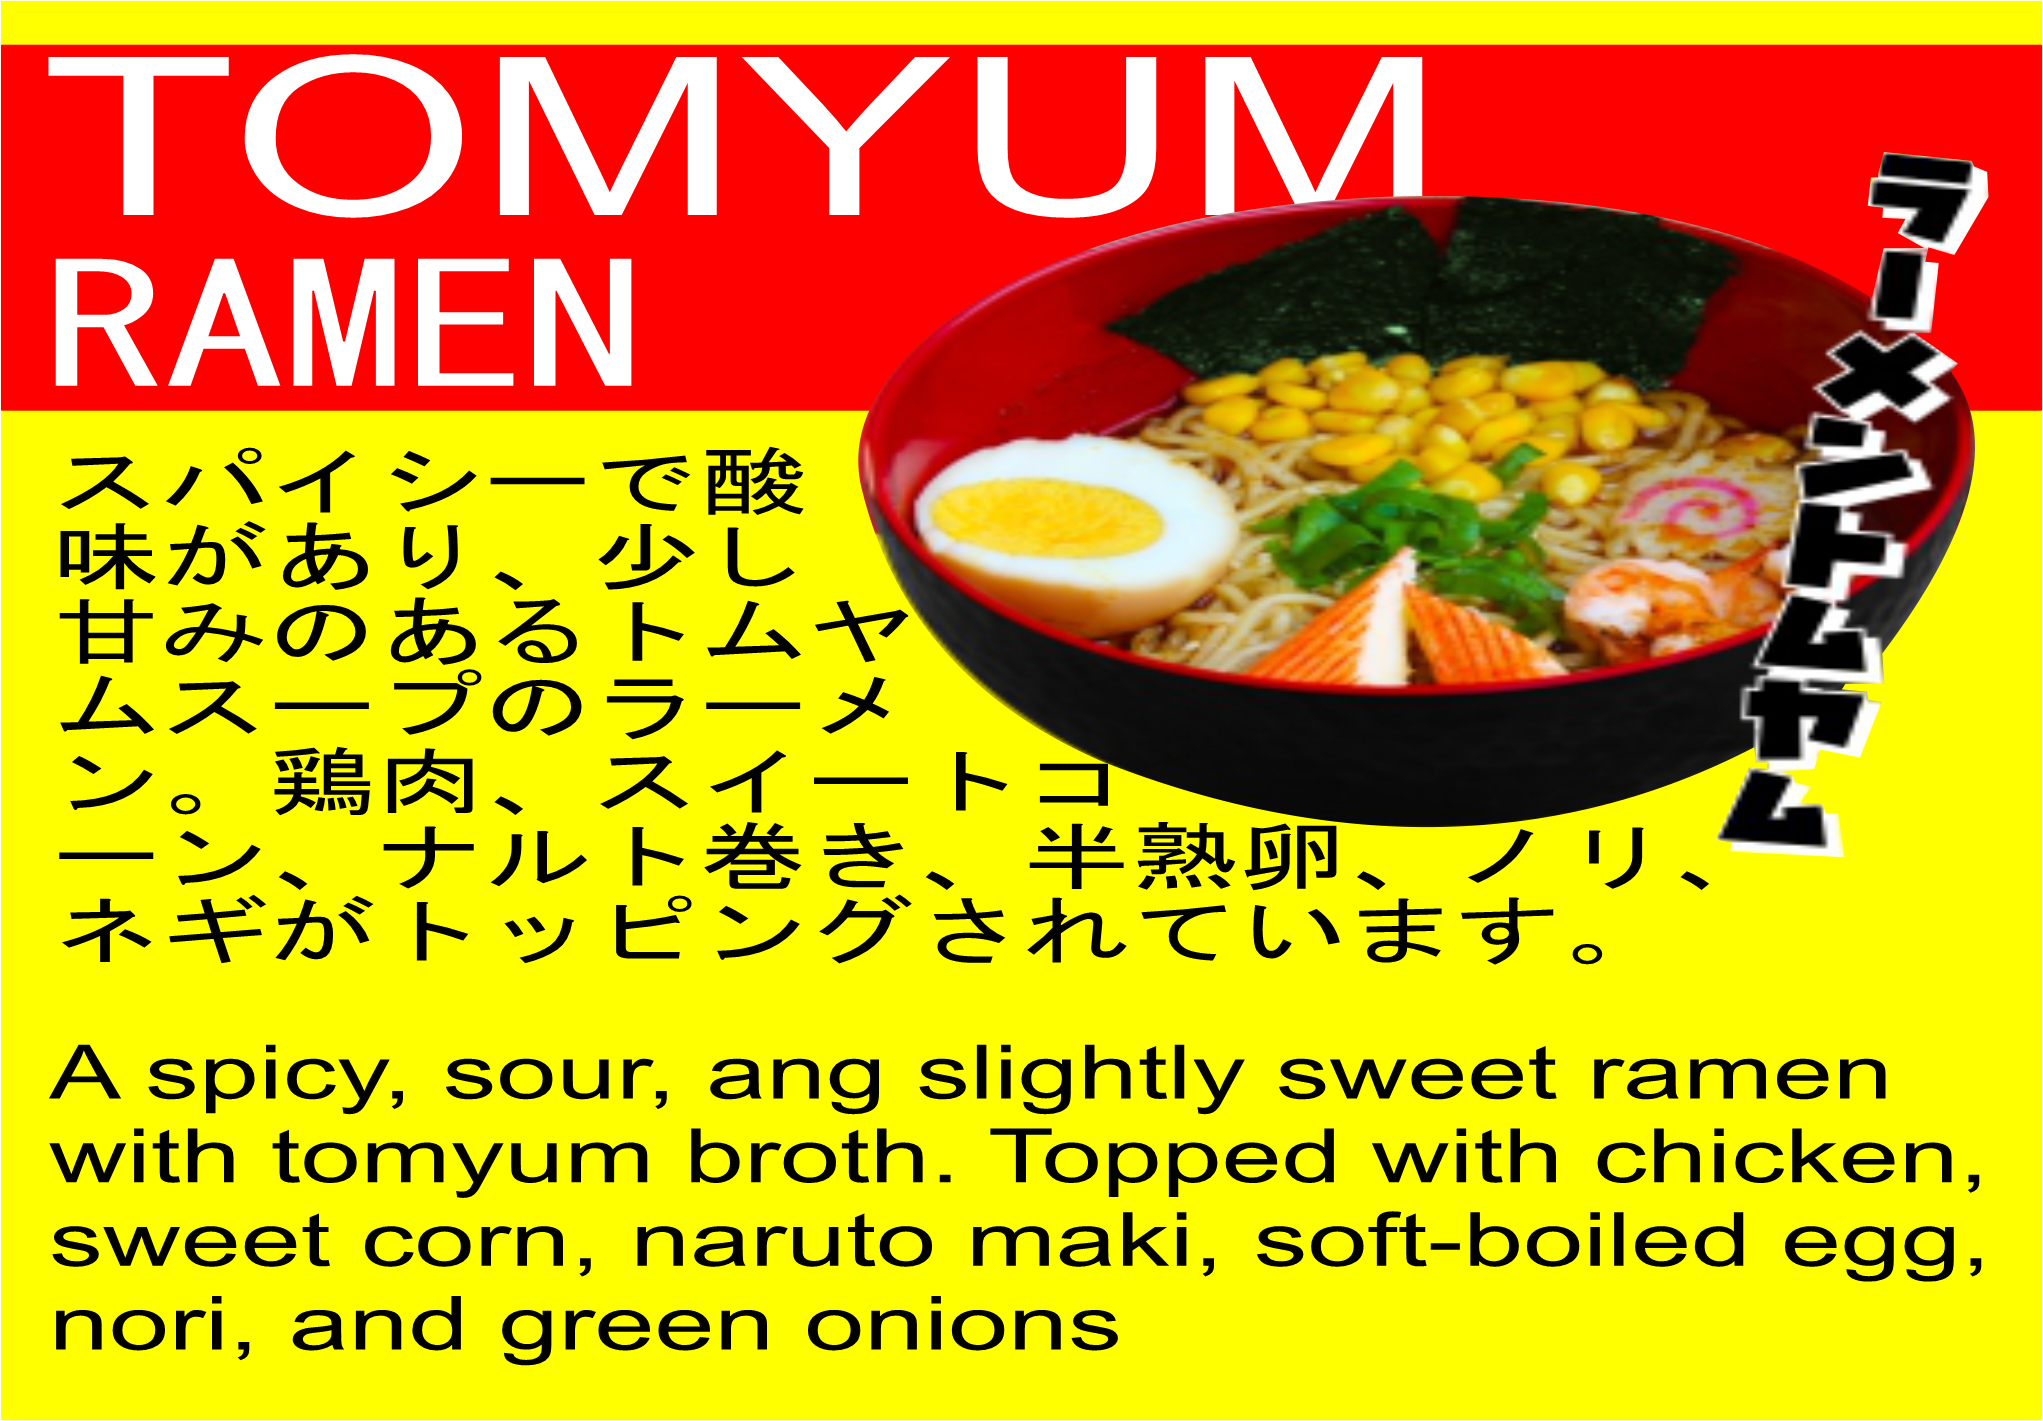 TOMYUM
RAMEN
ラーメントムヤム
スパイシーで酸
味があり、少し
甘みのあるトムヤ
ムスープのラーメ
ン。鶏肉、スイートコ
ーン、ナルト巻き、半熟卵、ノリ、
ネギがトッピングされています。
A spicy, sour, ang slightly sweet ramen
with tomyum broth. Topped with chicken,
sweet corn, naruto maki, soft-boiled egg,
nori, and green onions